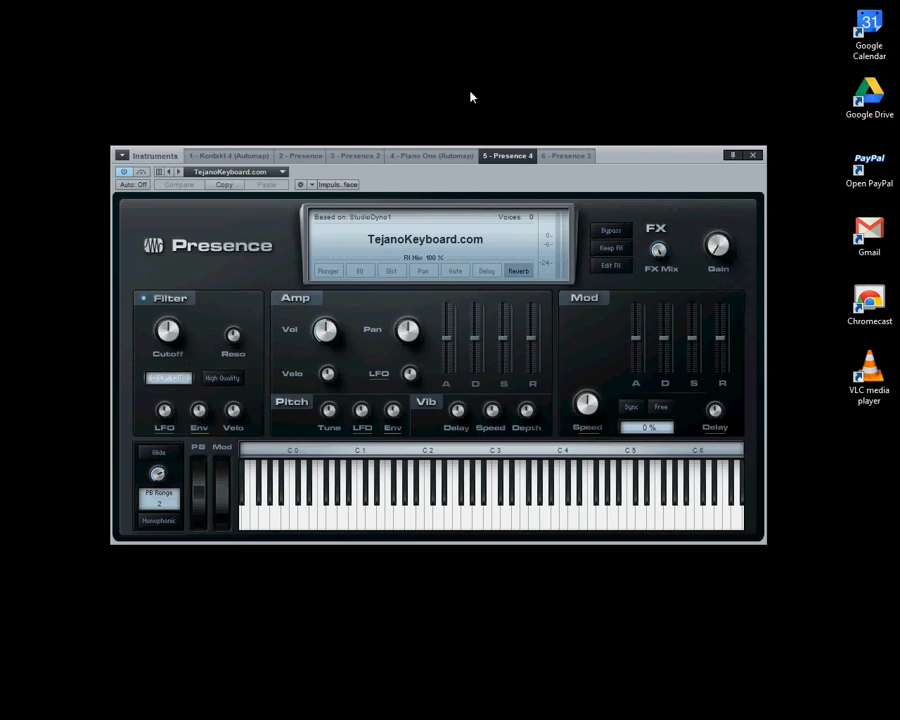 31
Google
Calendar
Google Drive
PayPal
Open PayPal
Gmail
Chromecast
VLC media
player
Instruments
1 - Kontakt 4 (Automap)
2 - Presence
3 - Presence 2
4 - Piano One (Automap)
5 - Presence 4
6 - Presence 3
TejanoKeyboard.com
Auto: Off
Compare
Copy
Paste
Impuls..face
Presence
Based on: StudioDyno1
Voices: 0
TejanoKeyboard.com
FX Mix: 100 %
Flanger
EQ
Dist
Pan
Gate
Delay
Reverb
0-
-6-
-24-
Bypass
Keep FX
Edit FX
FX
FX Mix
Gain
Filter
Cutoff
Reso
High Quality
LFO
Env
Velo
Amp
Vol
Pan
Velo
LFO
A D S R
Pitch
Tune
LFO
Env
Vib
Delay
Speed
Depth
Mod
A D S R
Speed
Sync
Free
0 %
Delay
Glide
PB
Mod
PB Range
2
Monophonic
C 0
C 1
C 2
C 3
C 4
C 5
C 6